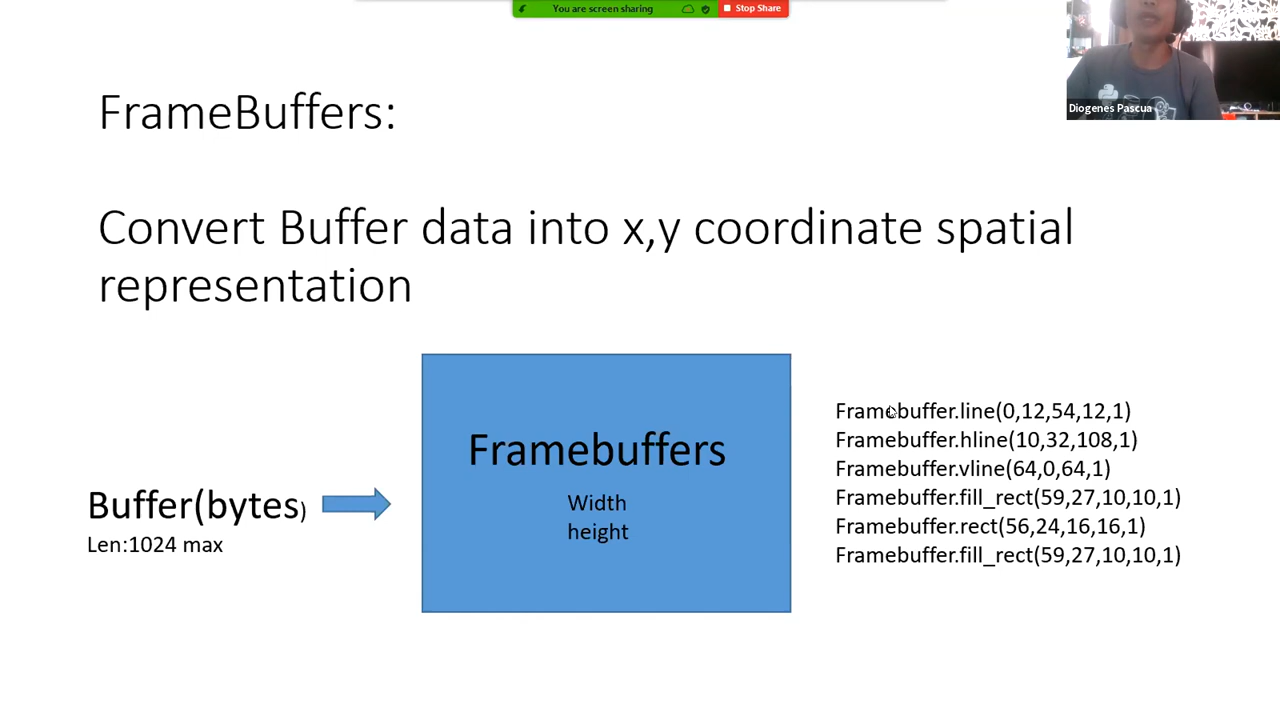 You are screen sharing
Stop Share
Diogenes Pascua
FrameBuffers:
Convert Buffer data into x,y coordinate spatial
representation
Buffer(bytes)
Len:1024 max
Framebuffers
Width
height
Framebuffer.line(0,12,54,12,1)
Framebuffer.hline(10,32,108,1)
Framebuffer.vline(64,0,64,1)
Framebuffer.fill_rect(59,27,10,10,1)
Framebuffer.rect(56,24,16,16,1)
Framebuffer.fill_rect(59,27,10,10,1)